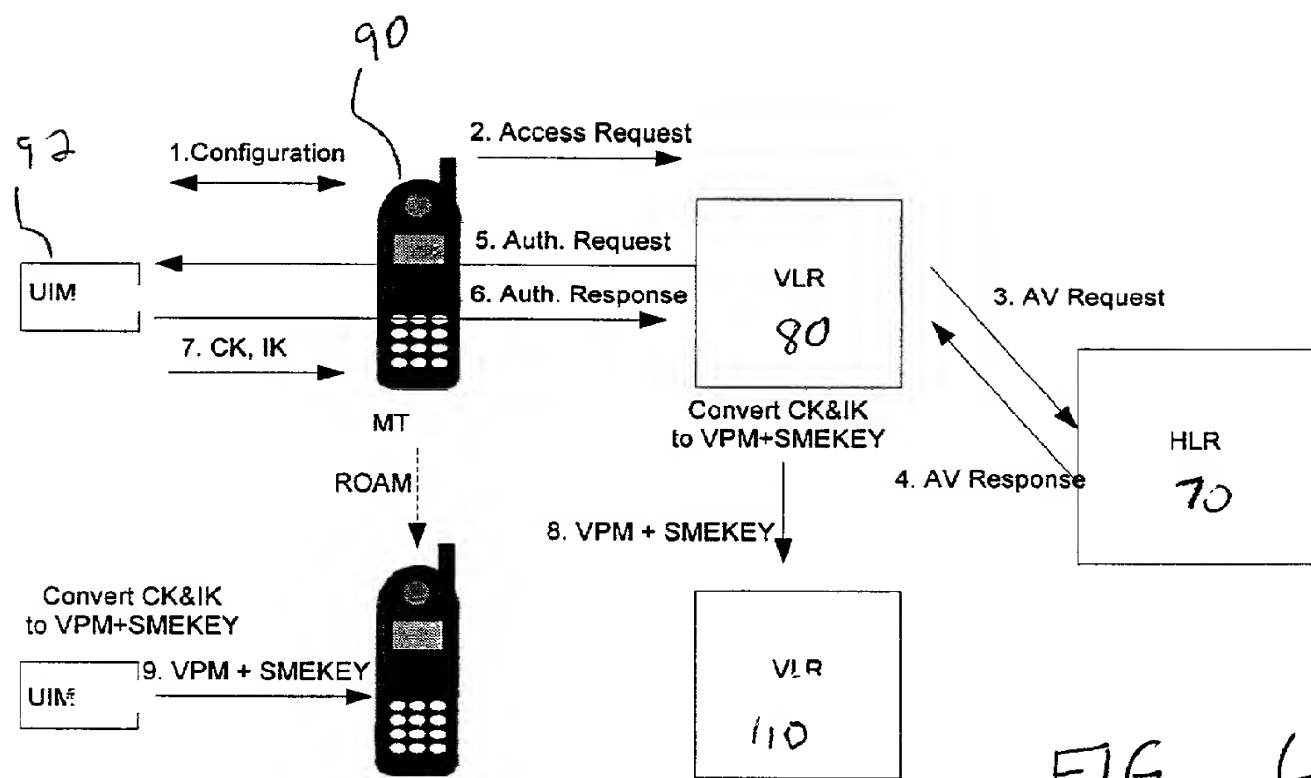 90
92
1.Configuration
2. Access Request
5. Auth. Request
UIM
6. Auth. Response
VLR
80
3. AV Request
7. CK, IK
MT
Convert CK&IK
to VPM+SMEKEY
HLR
70
4. AV Response
ROAM
8. VPM + SMEKEY
Convert CK&IK
to VPM+SMEKEY
9. VPM + SMEKEY
UIM
VLR
110
FIG